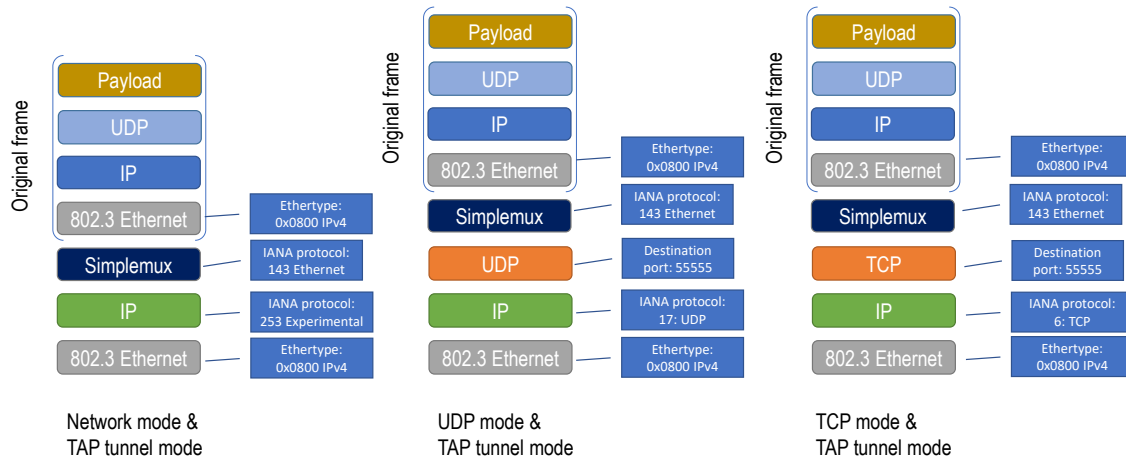 Original frame
Payload
UDP
IP
802.3 Ethernet
Simplemux
IP
802.3 Ethernet
Ethertype:
0x0800 IPv4
IANA protocol:
143 Ethernet
IANA protocol:
253 Experimental
Ethertype:
0x0800 IPv4
Network mode &
TAP tunnel mode
Original frame
Payload
UDP
IP
802.3 Ethernet
Simplemux
UDP
IP
802.3 Ethernet
Ethertype:
0x0800 IPv4
IANA protocol:
143 Ethernet
Destination
port: 55555
IANA protocol:
17: UDP
Ethertype:
0x0800 IPv4
UDP mode &
TAP tunnel mode
Original frame
Payload
UDP
IP
802.3 Ethernet
Simplemux
TCP
IP
802.3 Ethernet
Ethertype:
0x0800 IPv4
IANA protocol:
143 Ethernet
Destination
port: 55555
IANA protocol:
6: TCP
Ethertype:
0x0800 IPv4
TCP mode &
TAP tunnel mode